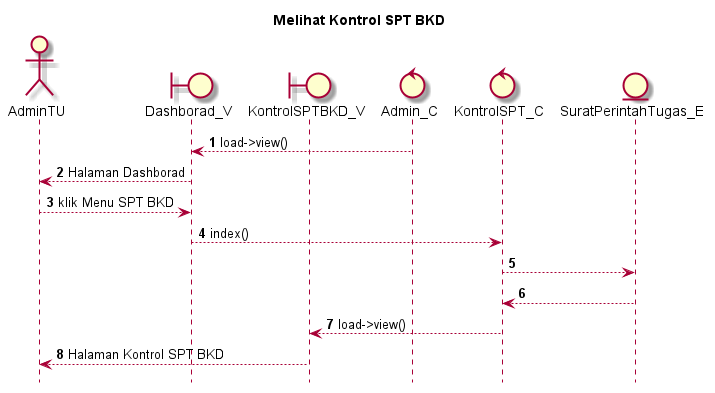 Melihat Kontrol SPT BKD
AdminTU Dashborad_V KontrolSPTBKD_V Admin_C KontrolSPT_C SuratPerintahTugas_E
1 load->view()
2 Halaman Dashborad
3 klik Menu SPT BKD
4 index()
5
6
7 load->view()
8 Halaman Kontrol SPT BKD